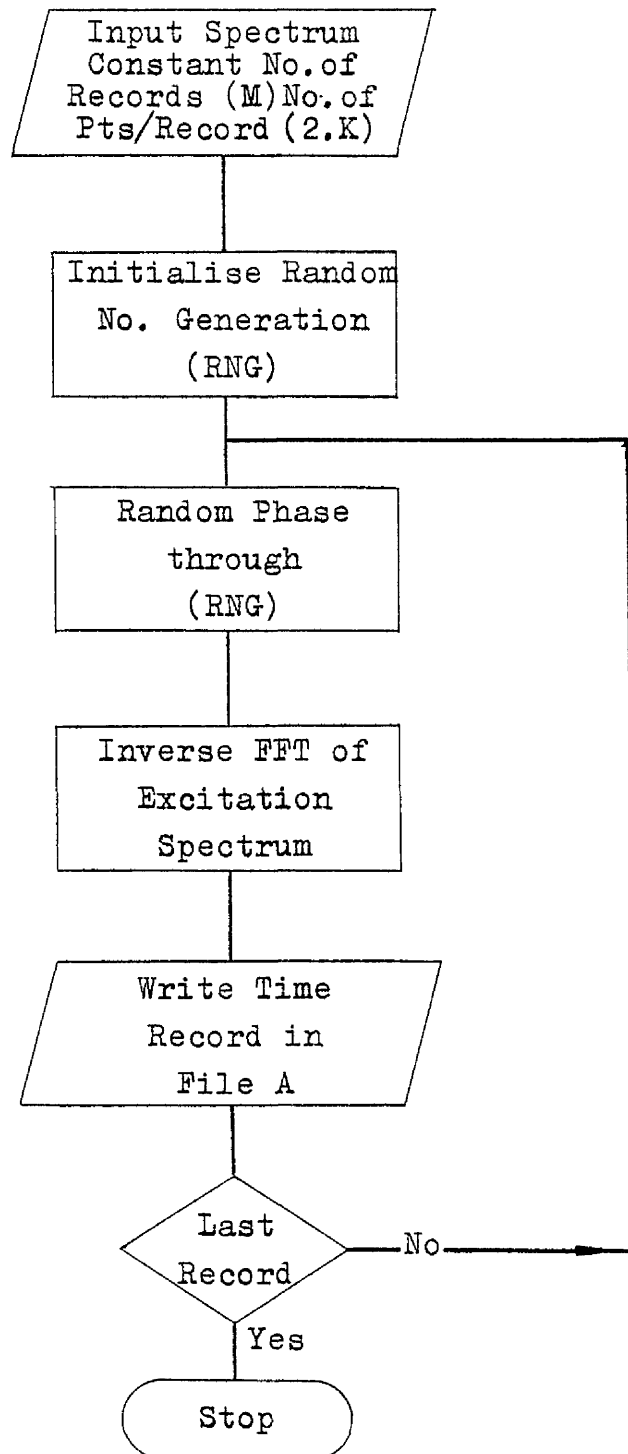 Input Spectrum
Constant No.of
Records (M)No.of
Pts/Record (2.K)
Initialise Random
No. Generation
(RNG)
Random Phase
through
(RNG)
Inverse FFT of
Excitation
Spectrum
Write Time
Record in
File A
Last
Record
No
Yes
Stop